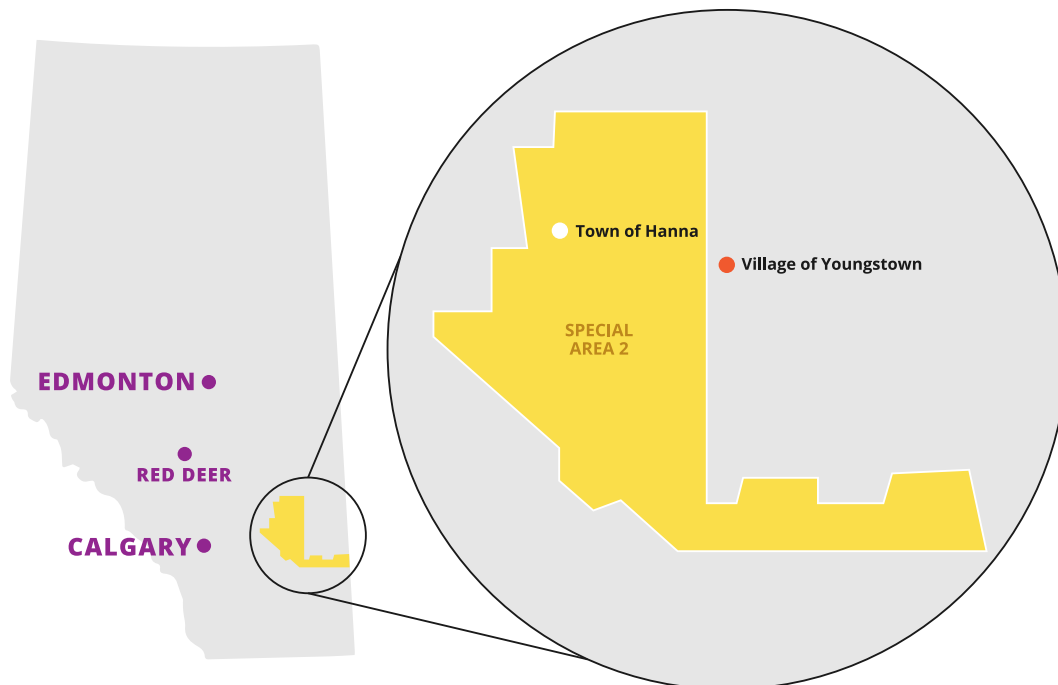 EDMONTON
RED DEER
CALGARY
Town of Hanna
Village of Youngstown
SPECIAL
AREA 2